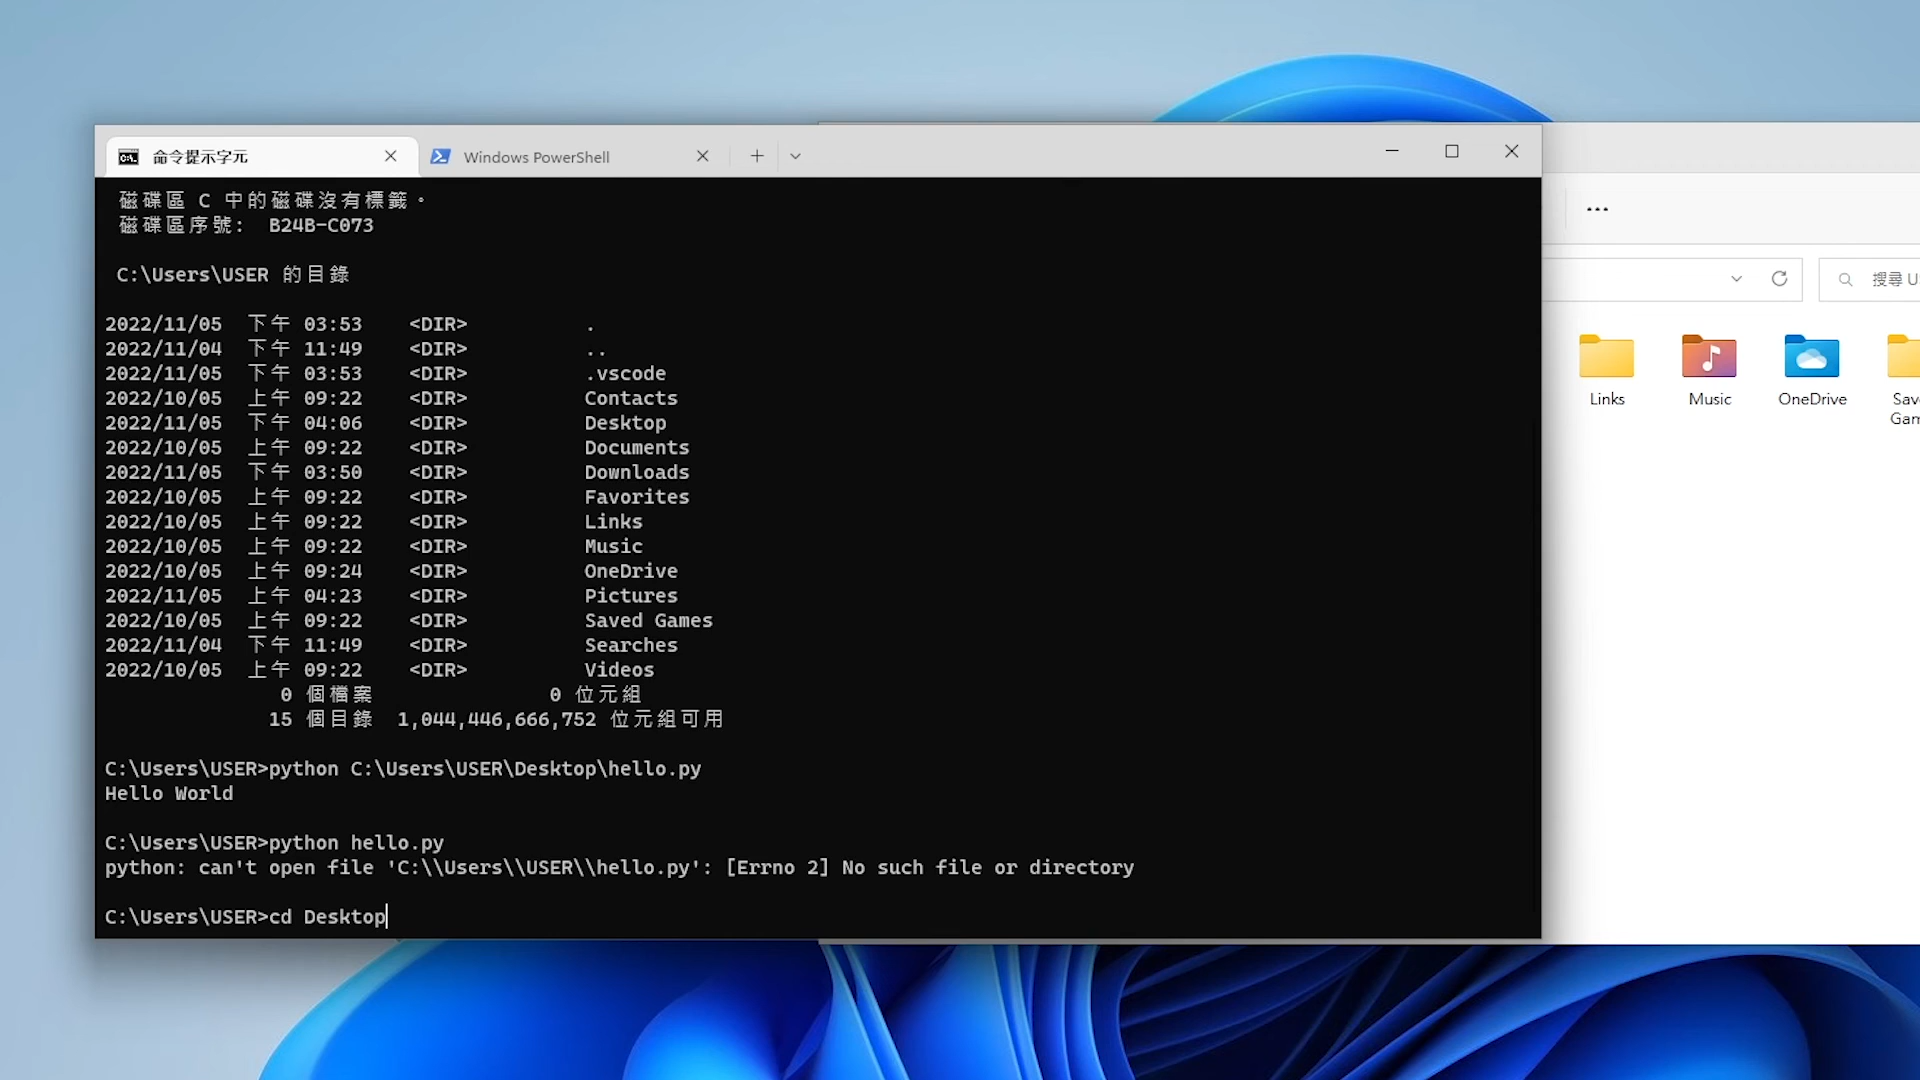 命令提示字元
Windows PowerShell
磁碟區 C 中的磁碟沒有標籤。
磁碟區序號:  B24B-C073
C:\Users\USER 的目錄
2022/11/05  下午 03:53    <DIR>          .
2022/11/04  下午 11:49    <DIR>          ..
2022/11/05  下午 03:53    <DIR>          .vscode
2022/10/05  上午 09:22    <DIR>          Contacts
2022/11/05  下午 04:06    <DIR>          Desktop
2022/10/05  上午 09:22    <DIR>          Documents
2022/11/05  下午 03:50    <DIR>          Downloads
2022/10/05  上午 09:22    <DIR>          Favorites
2022/10/05  上午 09:22    <DIR>          Links
2022/10/05  上午 09:22    <DIR>          Music
2022/10/05  上午 09:24    <DIR>          OneDrive
2022/11/05  上午 04:23    <DIR>          Pictures
2022/10/05  上午 09:22    <DIR>          Saved Games
2022/11/04  下午 11:49    <DIR>          Searches
2022/10/05  上午 09:22    <DIR>          Videos
0 個檔案               0 位元組
15 個目錄  1,044,446,666,752 位元組可用
C:\Users\USER>python C:\Users\USER\Desktop\hello.py
Hello World
C:\Users\USER>python hello.py
python: can't open file 'C:\\Users\\USER\\hello.py': [Errno 2] No such file or directory
C:\Users\USER>cd Desktop
搜尋 U
Links
Music
OneDrive
Sav
Gam